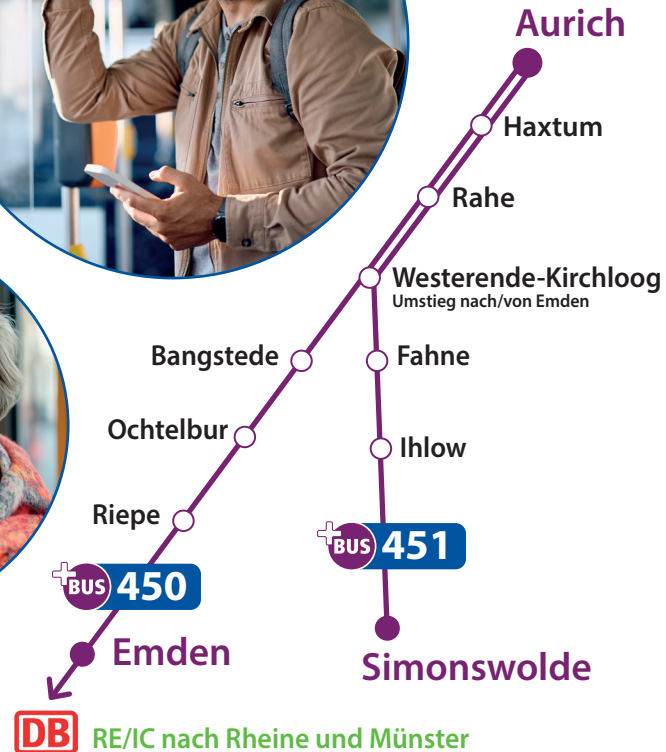 Aurich
Haxtum
Rahe
Westerende-Kirchloog
Umstieg nach/von Emden
Bangstede
Fahne
Ochtelbur
Ihlow
Riepe
+BUS 451
+BUS 450
Emden
Simonswolde
DB RE/IC nach Rheine und Münster